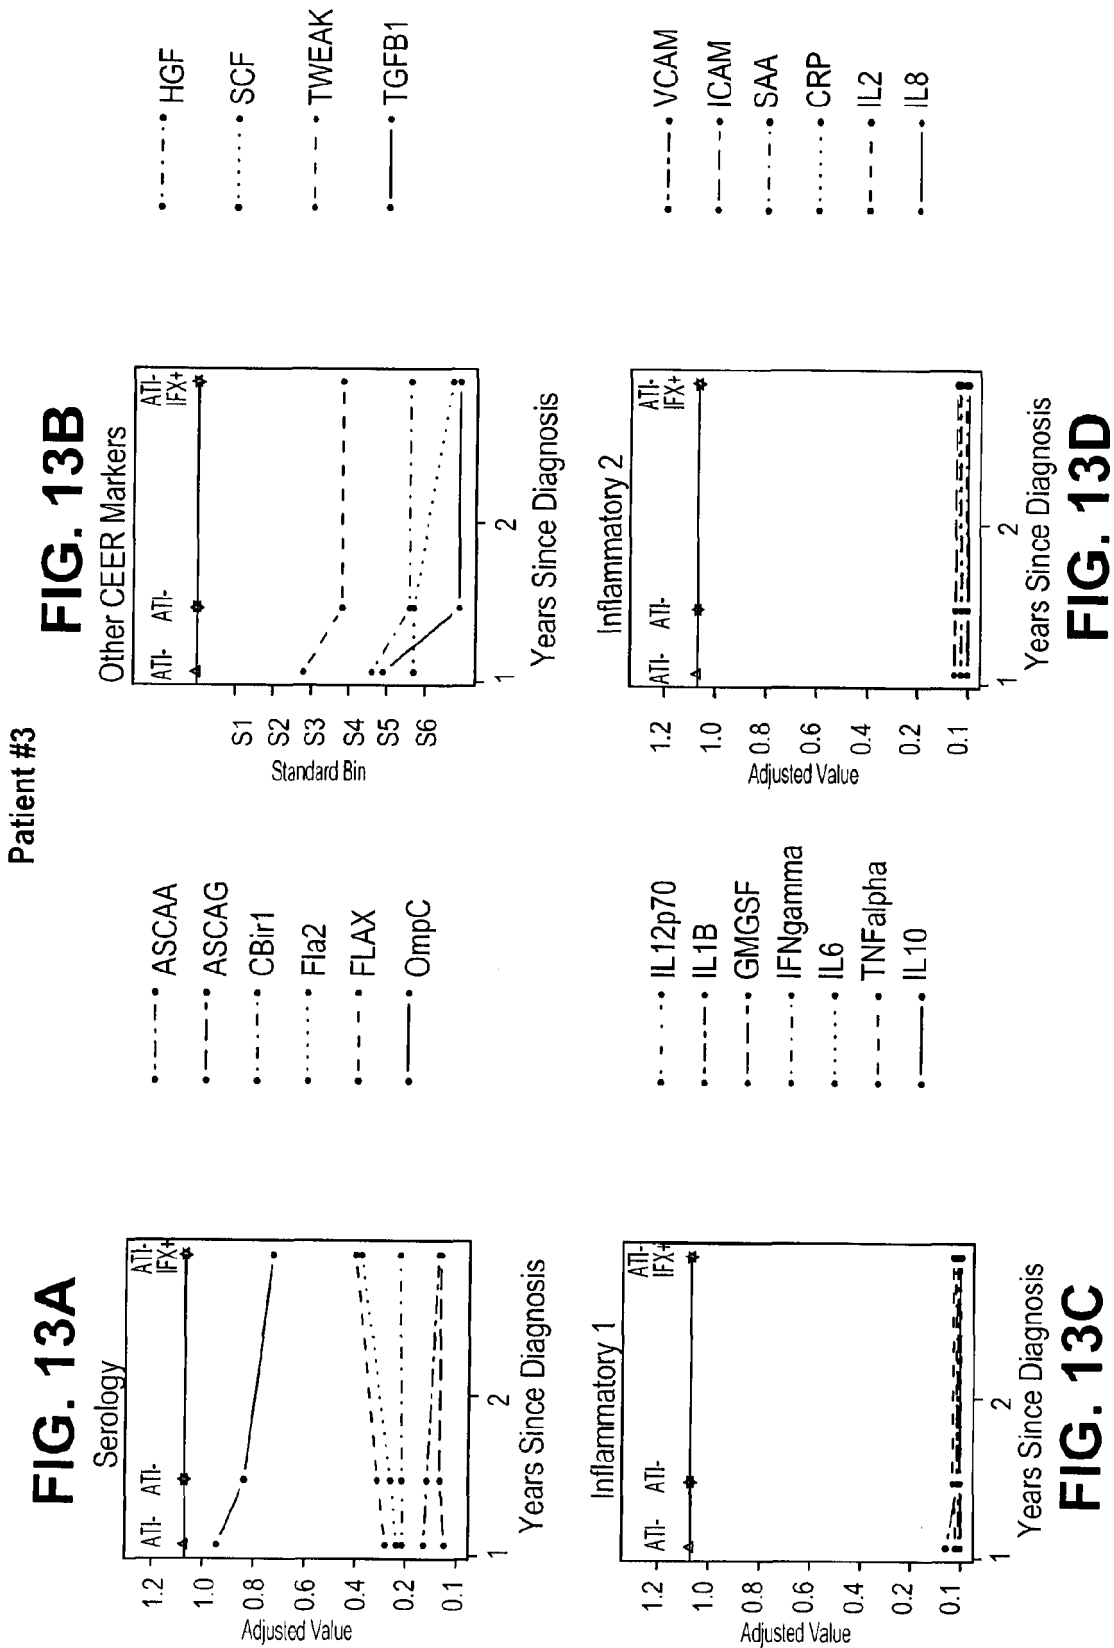 Patient #3
FIG. 13A
Serology
ATI- ATI- ATI-
IFX+
1.2
1.0
0.8
0.6
0.4
0.2
0.1
Adjusted Value
1 2
Years Since Diagnosis
ASCAA
ASCAG
CBir1
Fla2
FLAX
OmpC
FIG. 13B
Other CEER Markers
ATI- ATI- ATI-
IFX+
S1
S2
S3
S4
S5
S6
Standard Bin
1 2
Years Since Diagnosis
HGF
SCF
TWEAK
TGFB1
Inflammatory 1
ATI- ATI- ATI-
IFX+
1.2
1.0
0.8
0.6
0.4
0.2
0.1
Adjusted Value
1 2
Years Since Diagnosis
FIG. 13C
IL12p70
IL1B
GMGSF
IFNgamma
IL6
TNFalpha
IL10
Inflammatory 2
ATI- ATI- ATI-
IFX+
1.2
1.0
0.8
0.6
0.4
0.2
0.1
Adjusted Value
1 2
Years Since Diagnosis
FIG. 13D
VCAM
ICAM
SAA
CRP
IL2
IL8